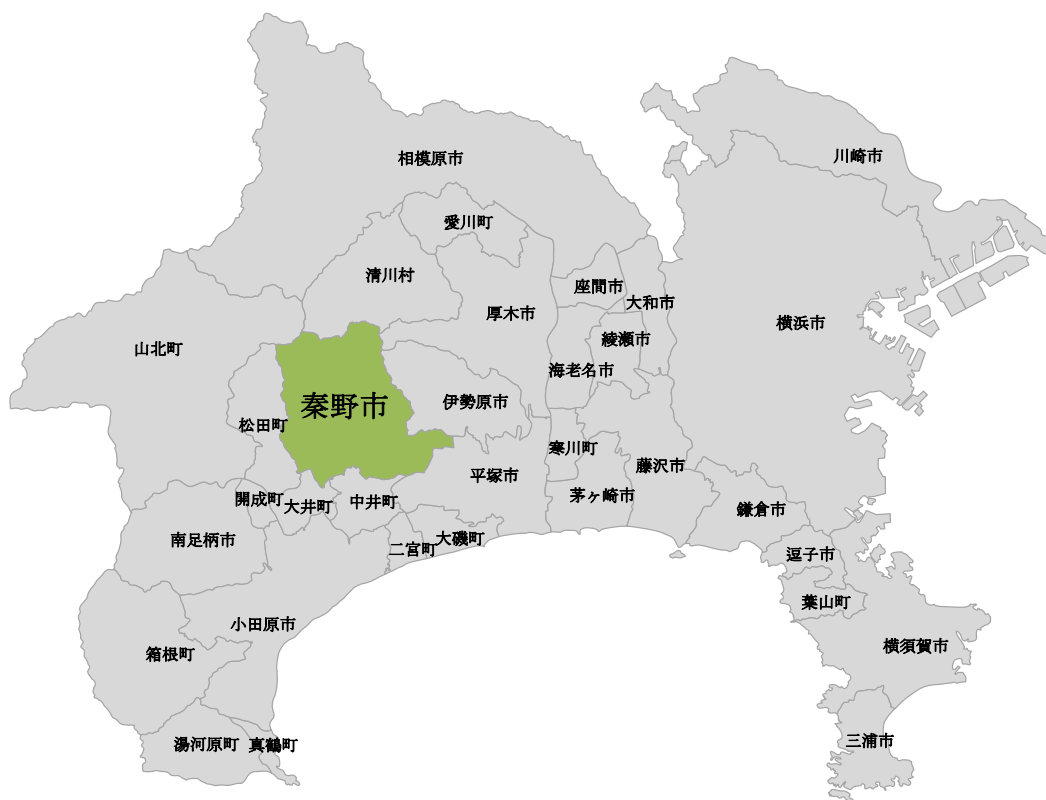 相模原市
川崎市
愛川町
清川村
座間市
大和市
厚木市
横浜市
綾瀬市
山北町
海老名市
秦野市
伊勢原市
松田町
寒川町
藤沢市
平塚市
開成町
大井町
中井町
茅ヶ崎市
鎌倉市
南足柄市
二宮町
大磯町
逗子市
葉山町
小田原市
横須賀市
箱根町
湯河原町
真鶴町
三浦市